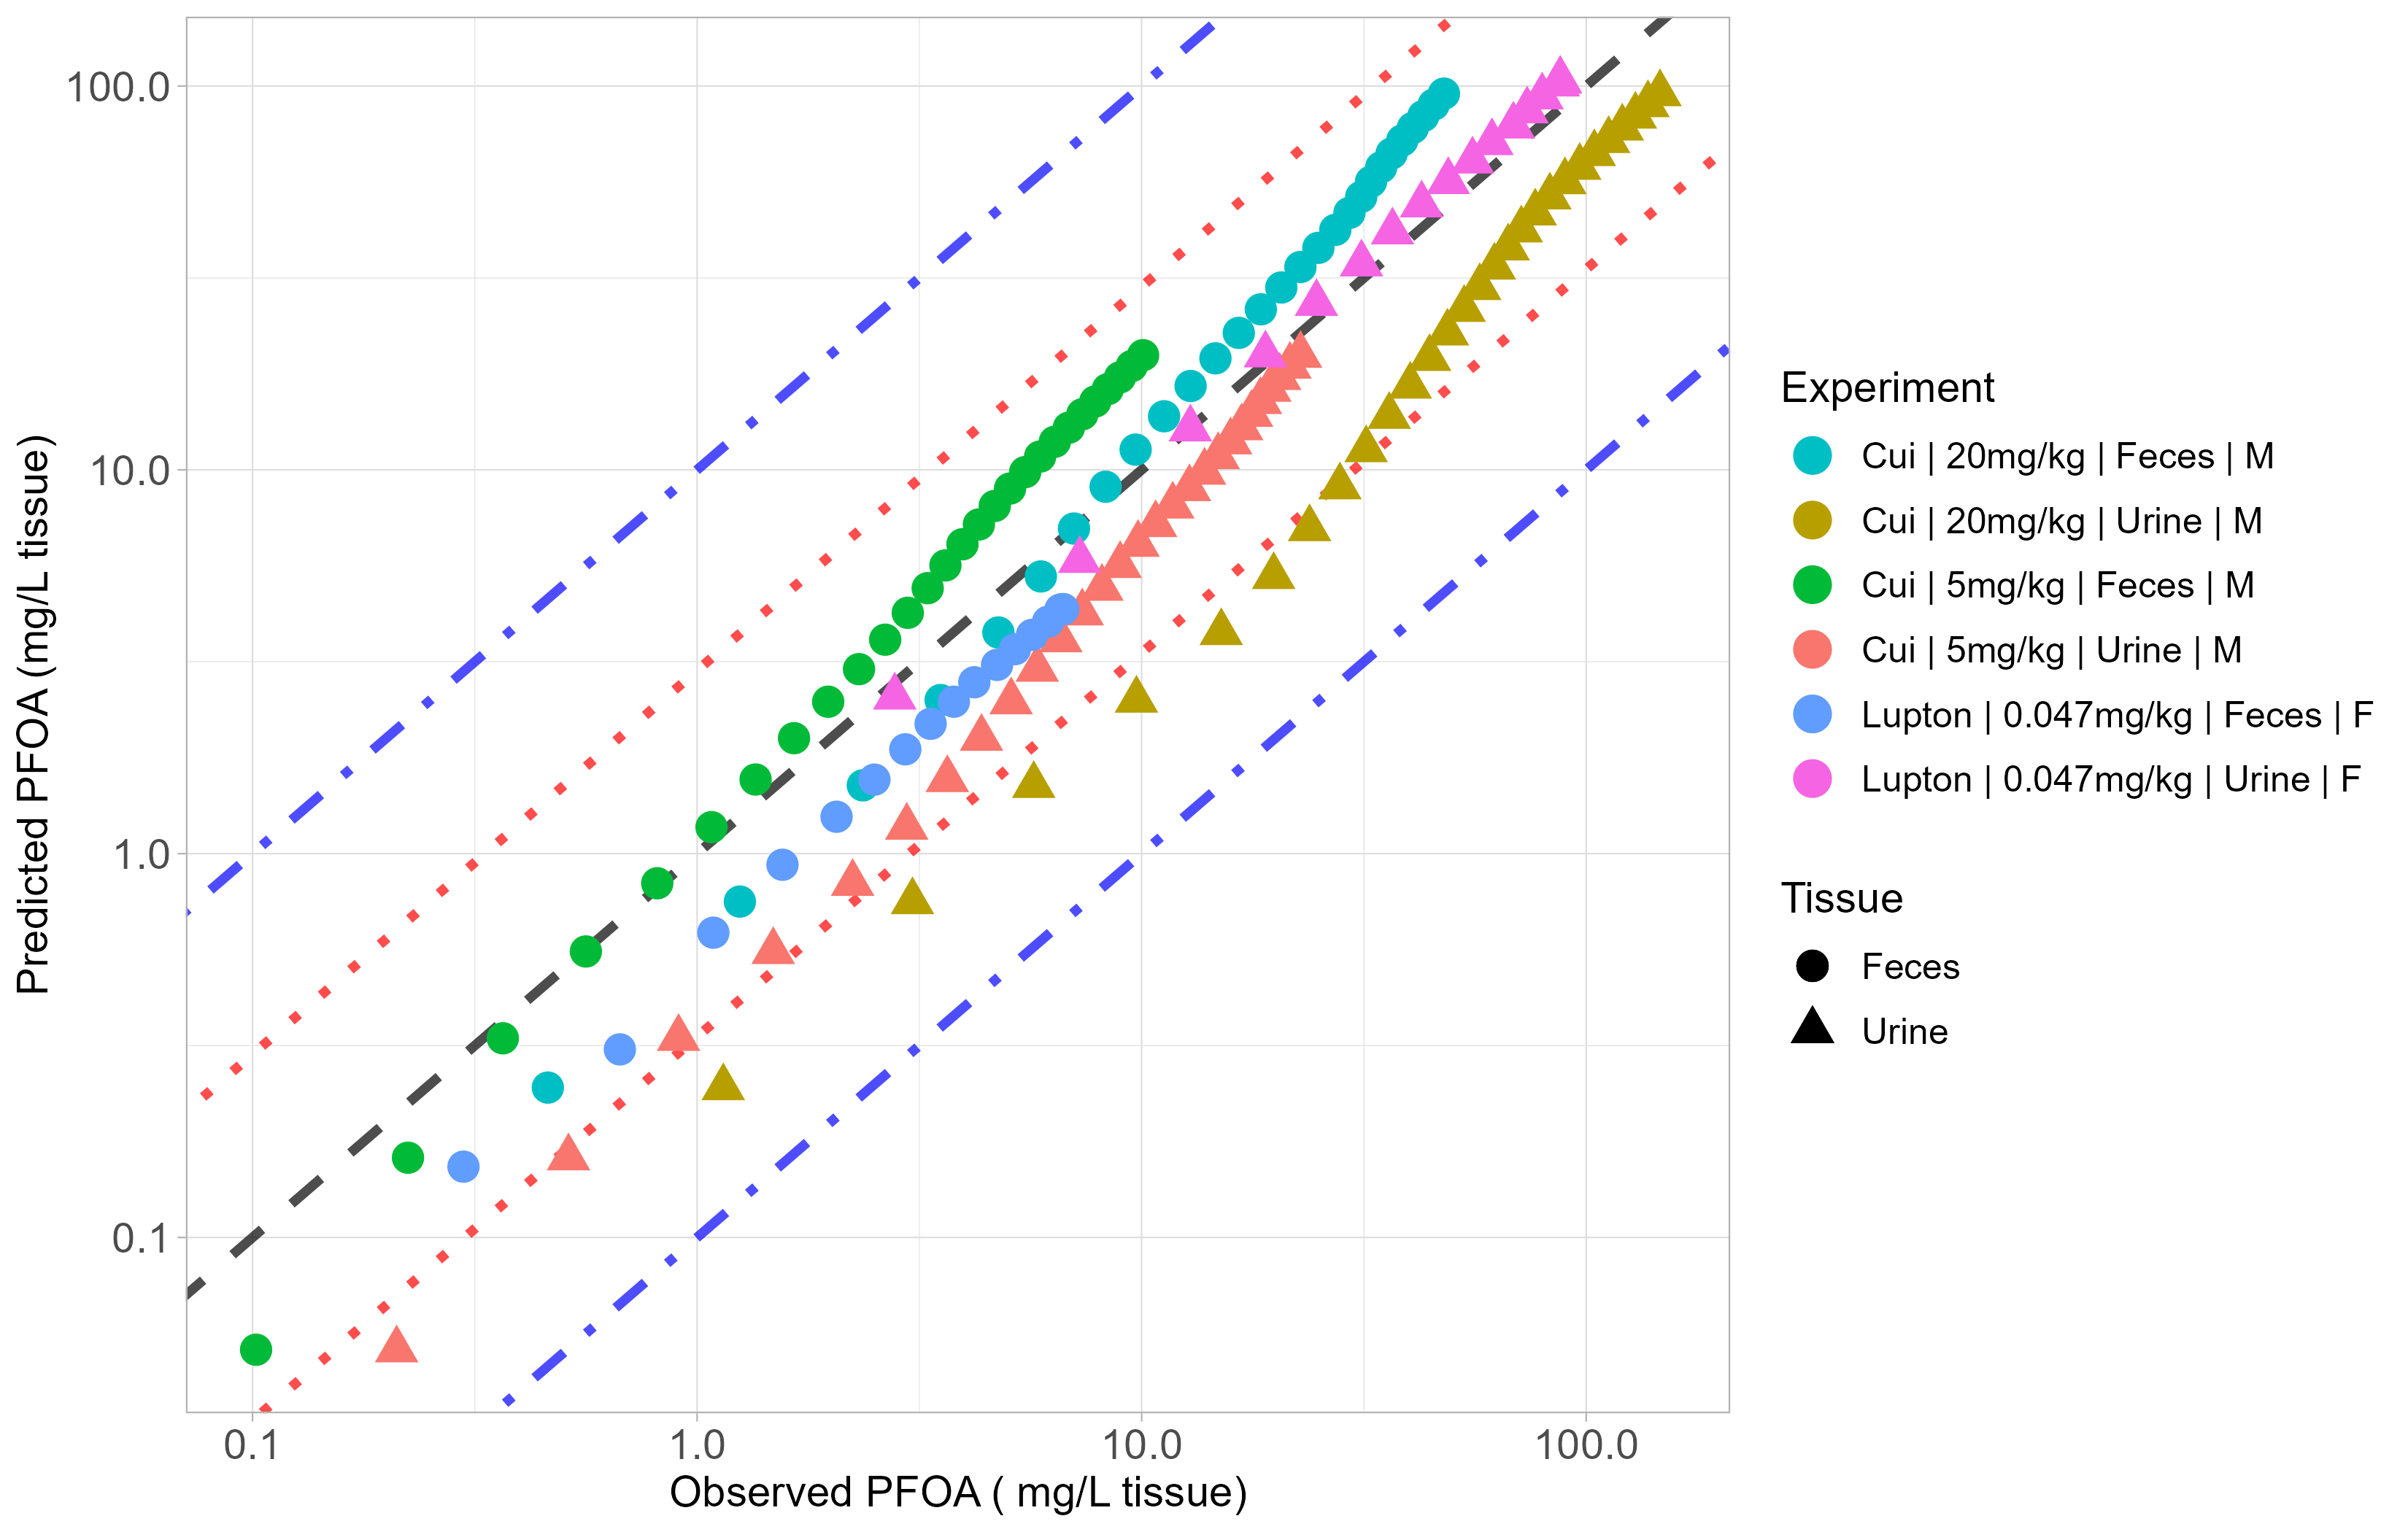 Predicted PFOA (mg/L tissue)
100.0
10.0
1.0
0.1
0.1
1.0
10.0
100.0
Observed PFOA ( mg/L tissue)
Experiment
Cui | 20mg/kg | Feces | M
Cui | 20mg/kg | Urine | M
Cui | 5mg/kg | Feces | M
Cui | 5mg/kg | Urine | M
Lupton | 0.047mg/kg | Feces | F
Lupton | 0.047mg/kg | Urine | F
Tissue
Feces
Urine